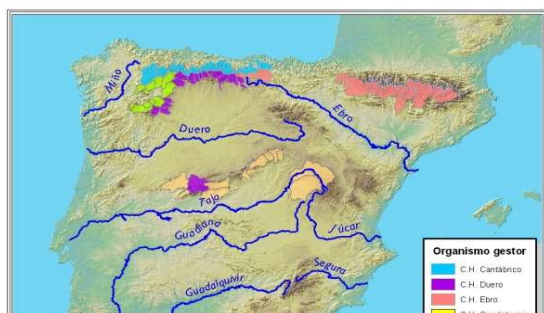 Miño
Ebro
Duero
Tajo
Guadiana
Júcar
Segura
Guadalquivir
Organismo gestor
C.H. Cantábrico
C.H. Duero
C.H. Ebro